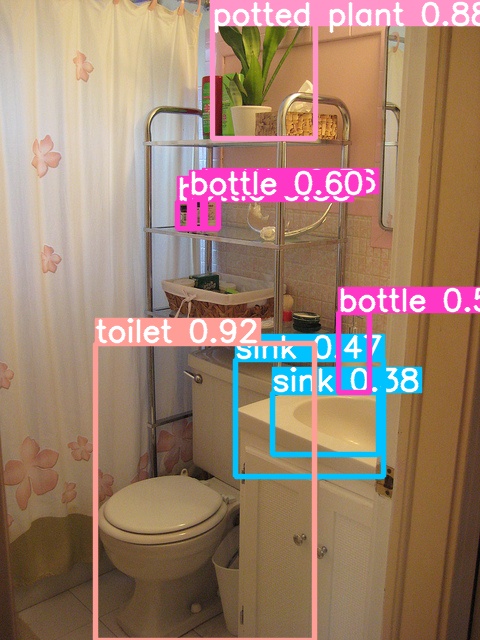 potted plant 0.88
bottle 0.60
bottle 0.5
toilet 0.92
sink 0.47
sink 0.38